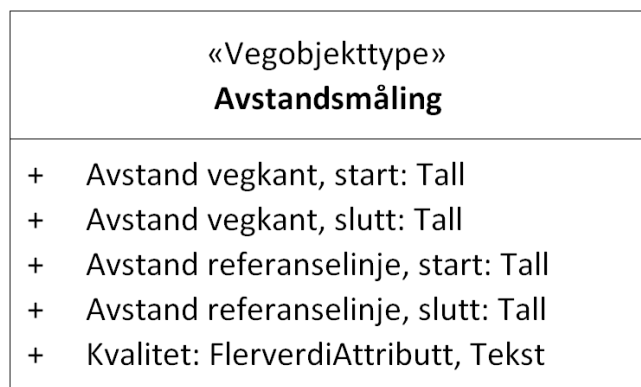 «Vegobjekttype»
Avstandsmåling
+ Avstand vegkant, start: Tall
+ Avstand vegkant, slutt: Tall
+ Avstand referanselinje, start: Tall
+ Avstand referanselinje, slutt: Tall
+ Kvalitet: FlerverdiAttributt, Tekst